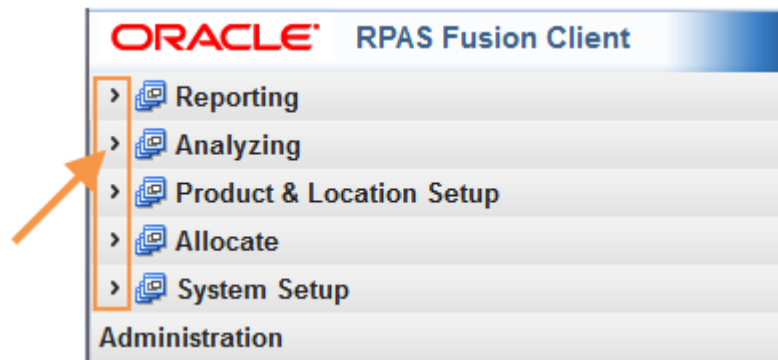 ORACLE RPAS Fusion Client
Reporting
Analyzing
Product & Location Setup
Allocate
System Setup
Administration